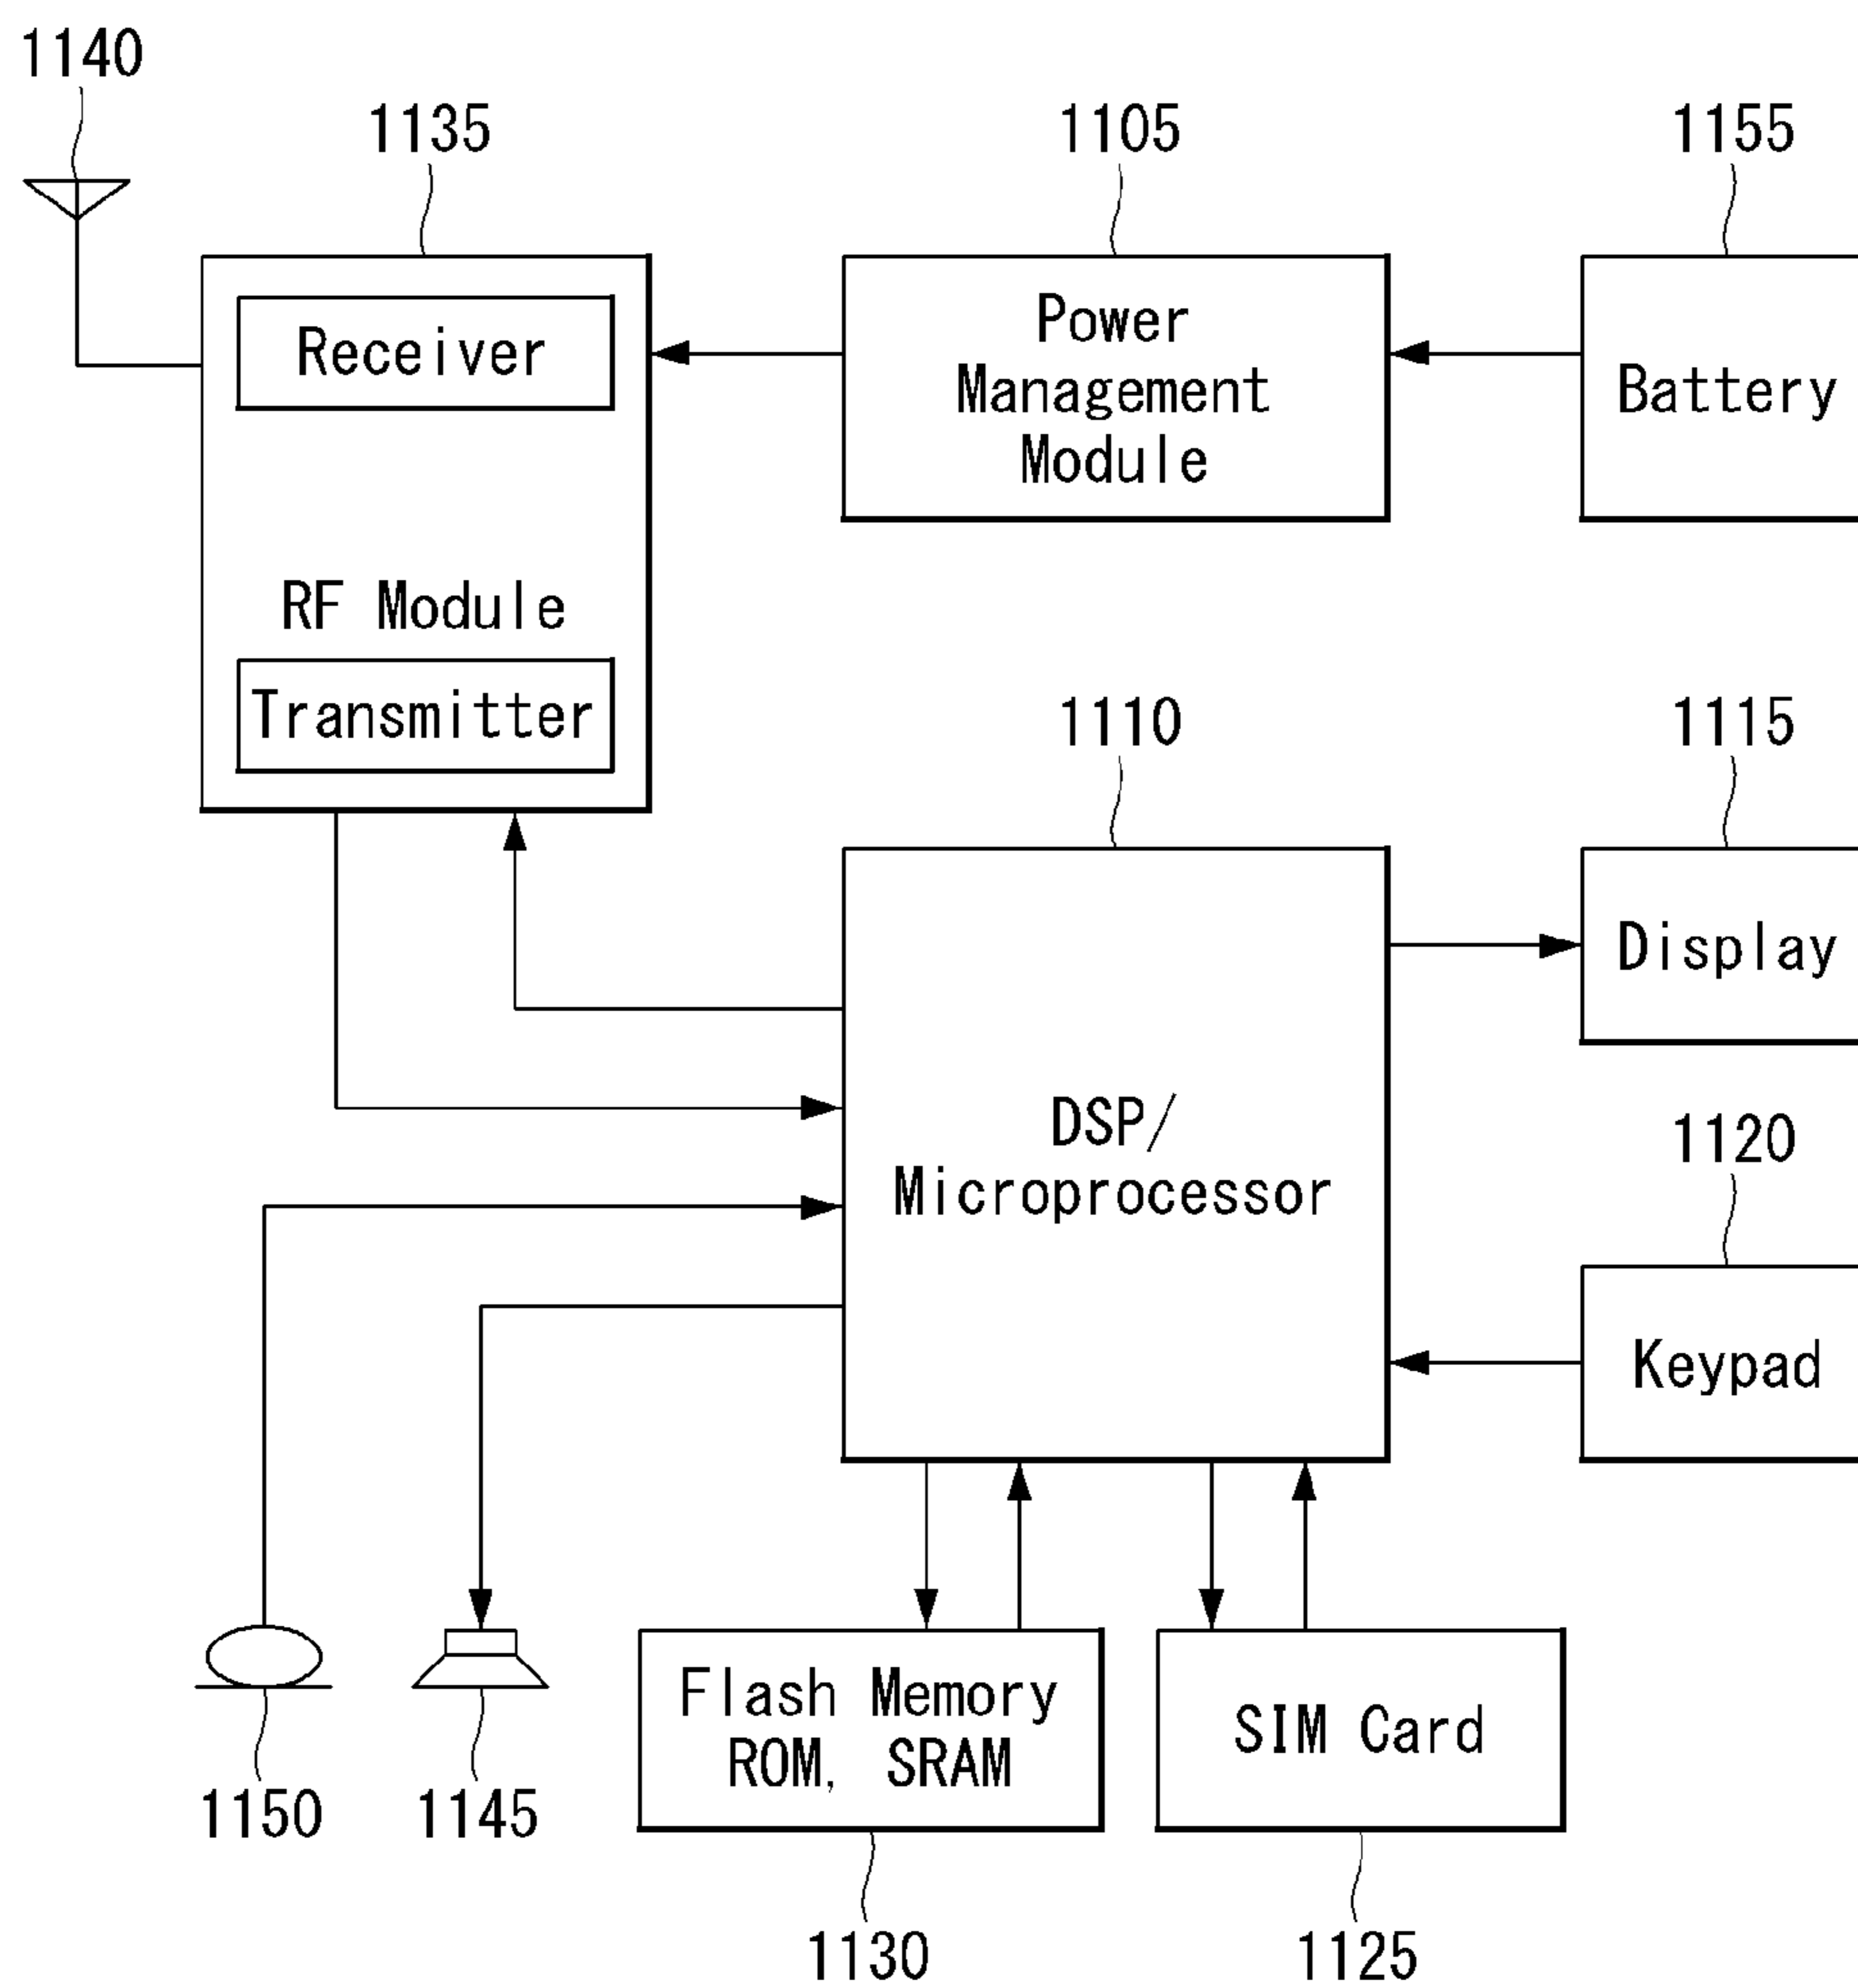 1140
1135
1105
1155
Receiver
Power
Management
Module
Battery
RF Module
Transmitter
1110
1115
Display
DSP/
Microprocessor
1120
Keypad
Flash Memory
ROM, SRAM
SIM Card
1150
1145
1130
1125